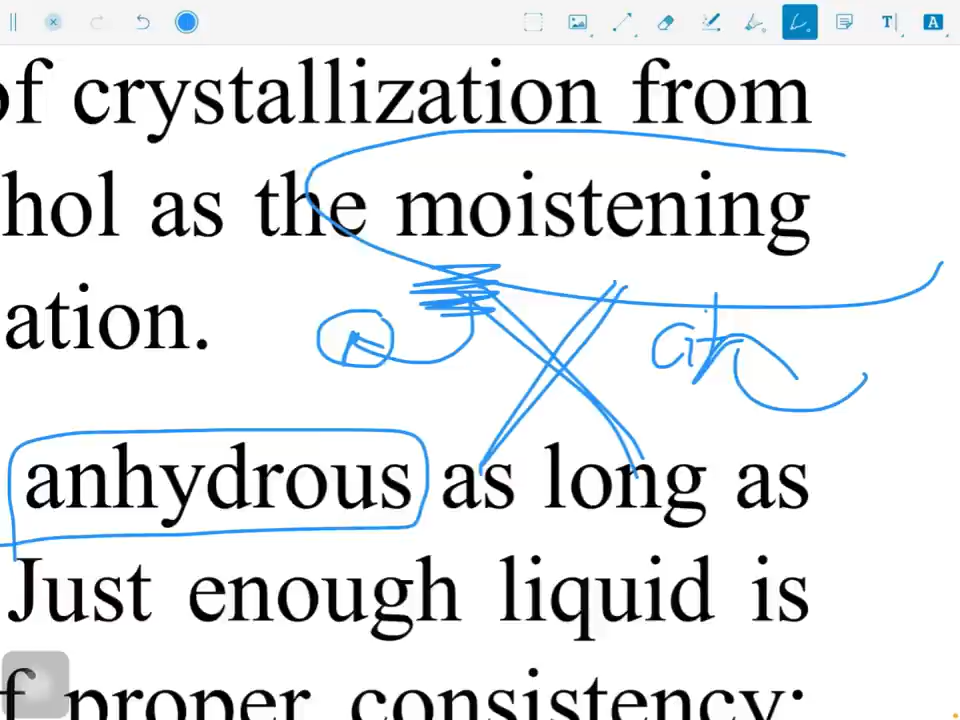 of crystallization from
hol as the moistening
ation.
anhydrous as long as
Just enough liquid is
f proper consistency;